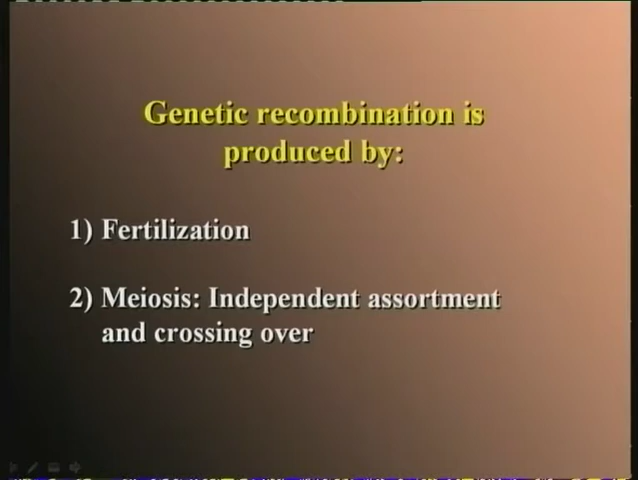 Genetic recombination is
produced by:
1) Fertilization
2) Meiosis: Independent assortment
and crossing over